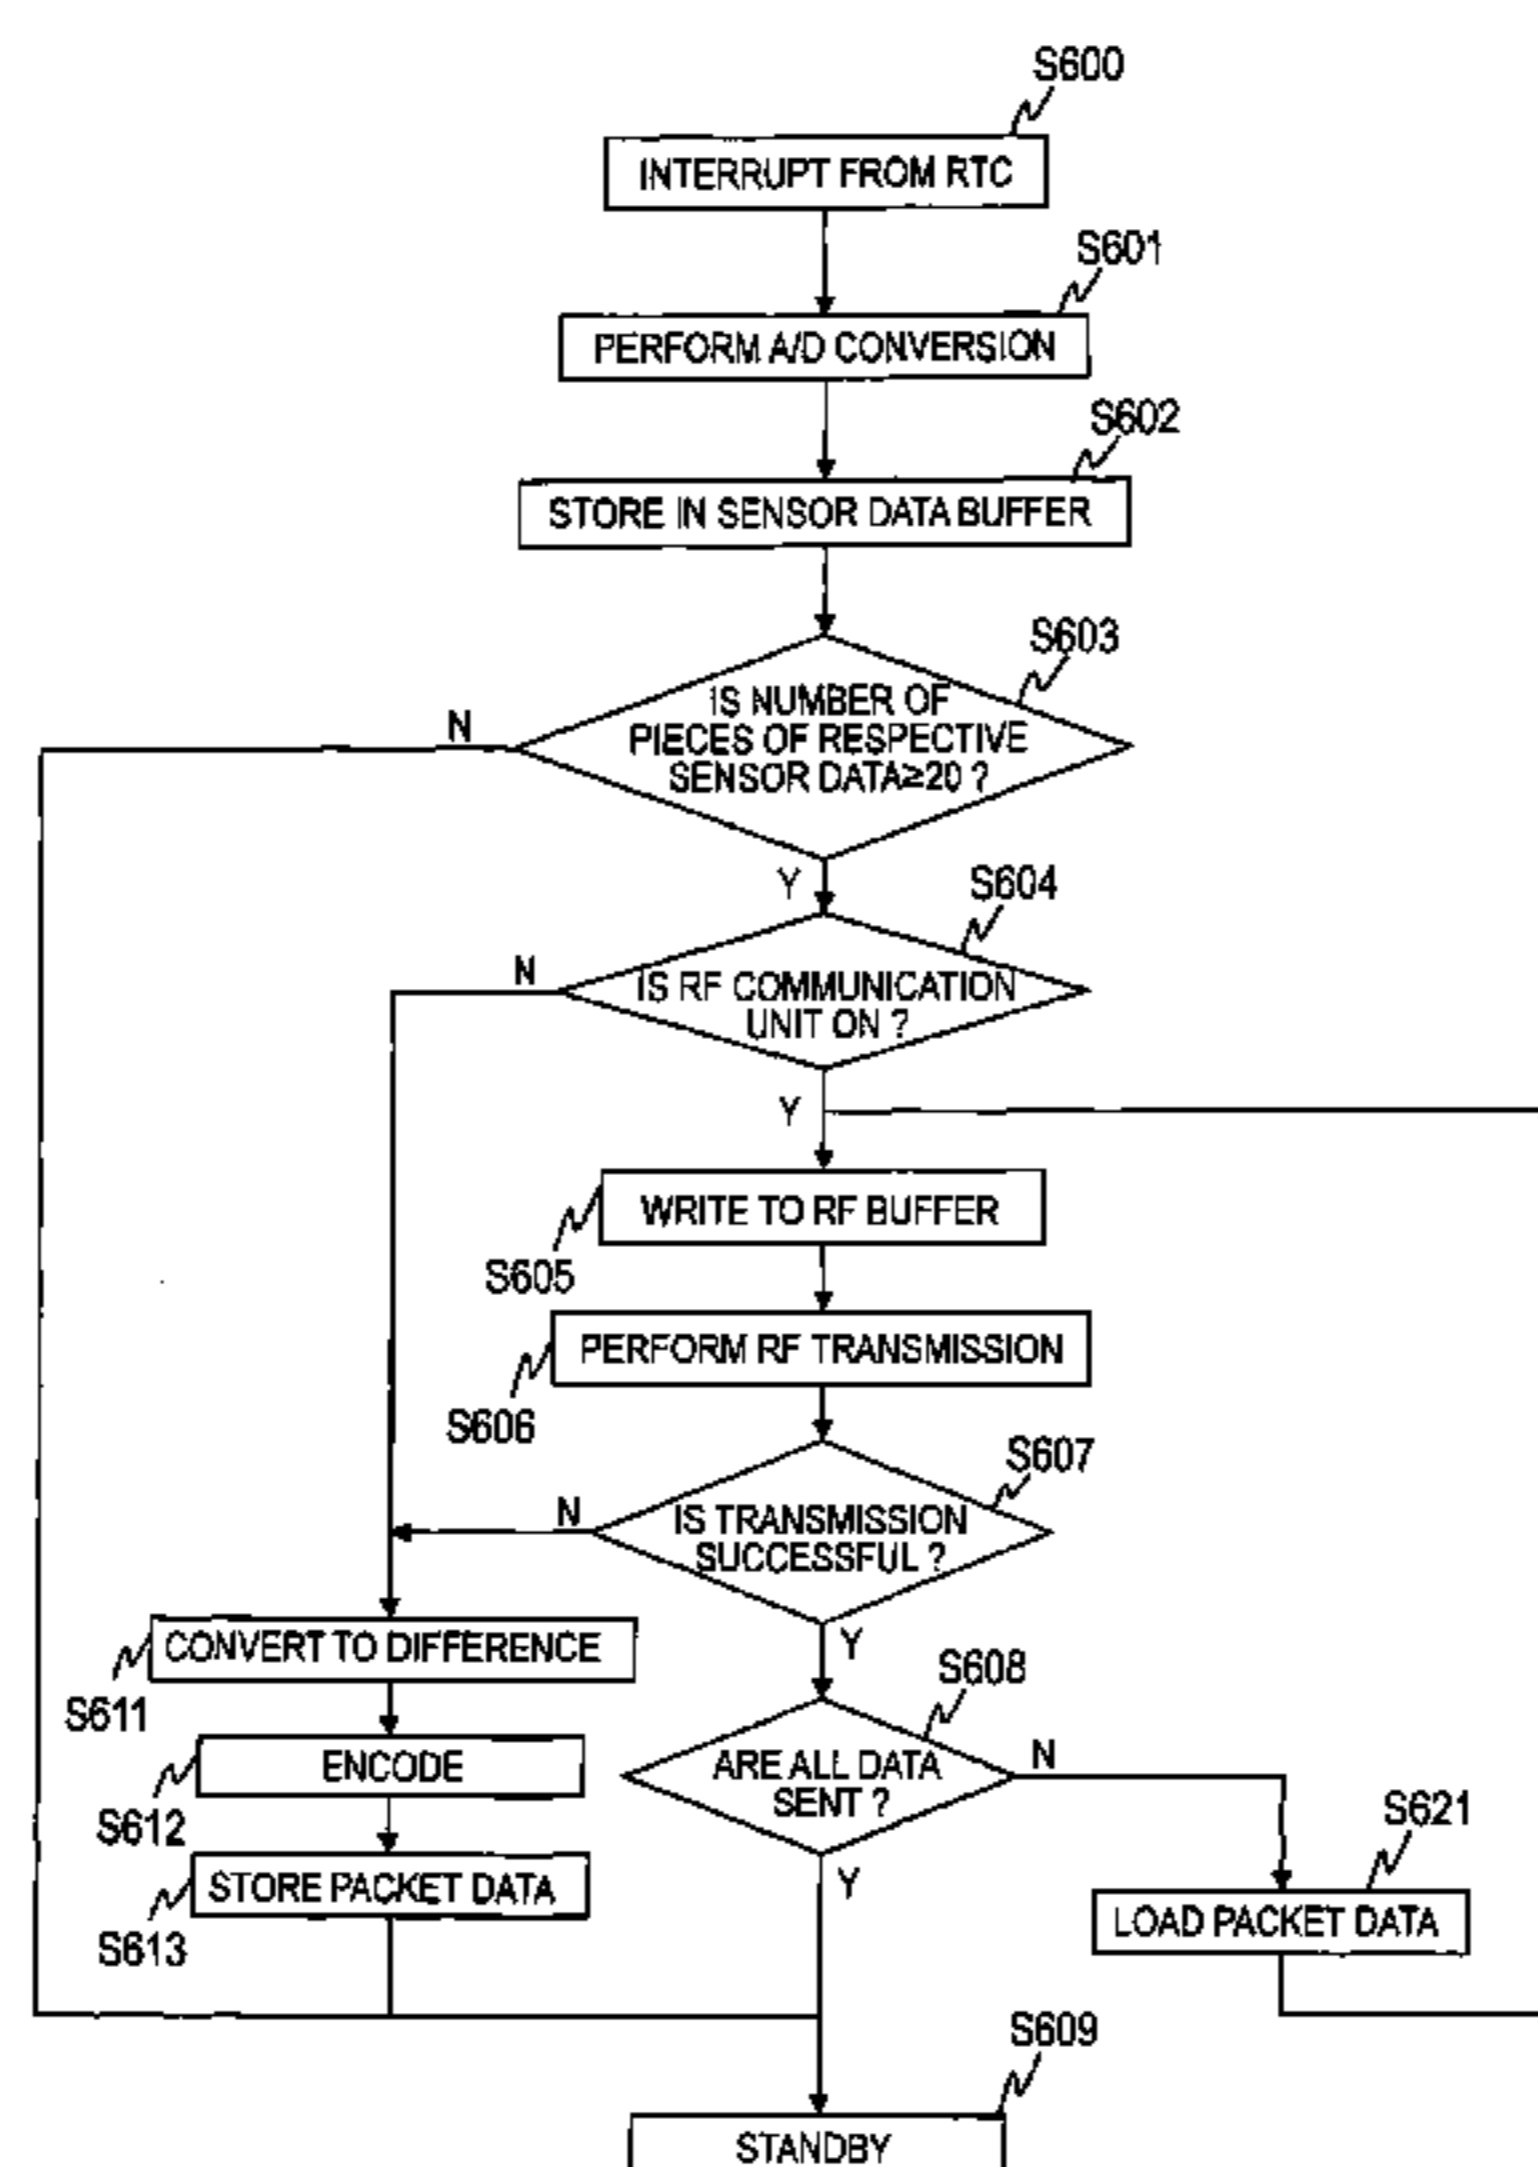 S600
INTERRUPT FROM RTC
S601
PERFORM A/D CONVERSION
S602
STORE IN SENSOR DATA BUFFER
S603
IS NUMBER OF
PIECES OF RESPECTIVE
SENSOR DATA≥20 ?
N
Y
S604
IS RF COMMUNICATION
UNIT ON ?
N
Y
WRITE TO RF BUFFER
S605
PERFORM RF TRANSMISSION
S606
S607
IS TRANSMISSION
SUCCESSFUL ?
N
Y
CONVERT TO DIFFERENCE
S611
S608
ARE ALL DATA
SENT ?
N
Y
ENCODE
S612
STORE PACKET DATA
S613
S621
LOAD PACKET DATA
S609
STANDBY